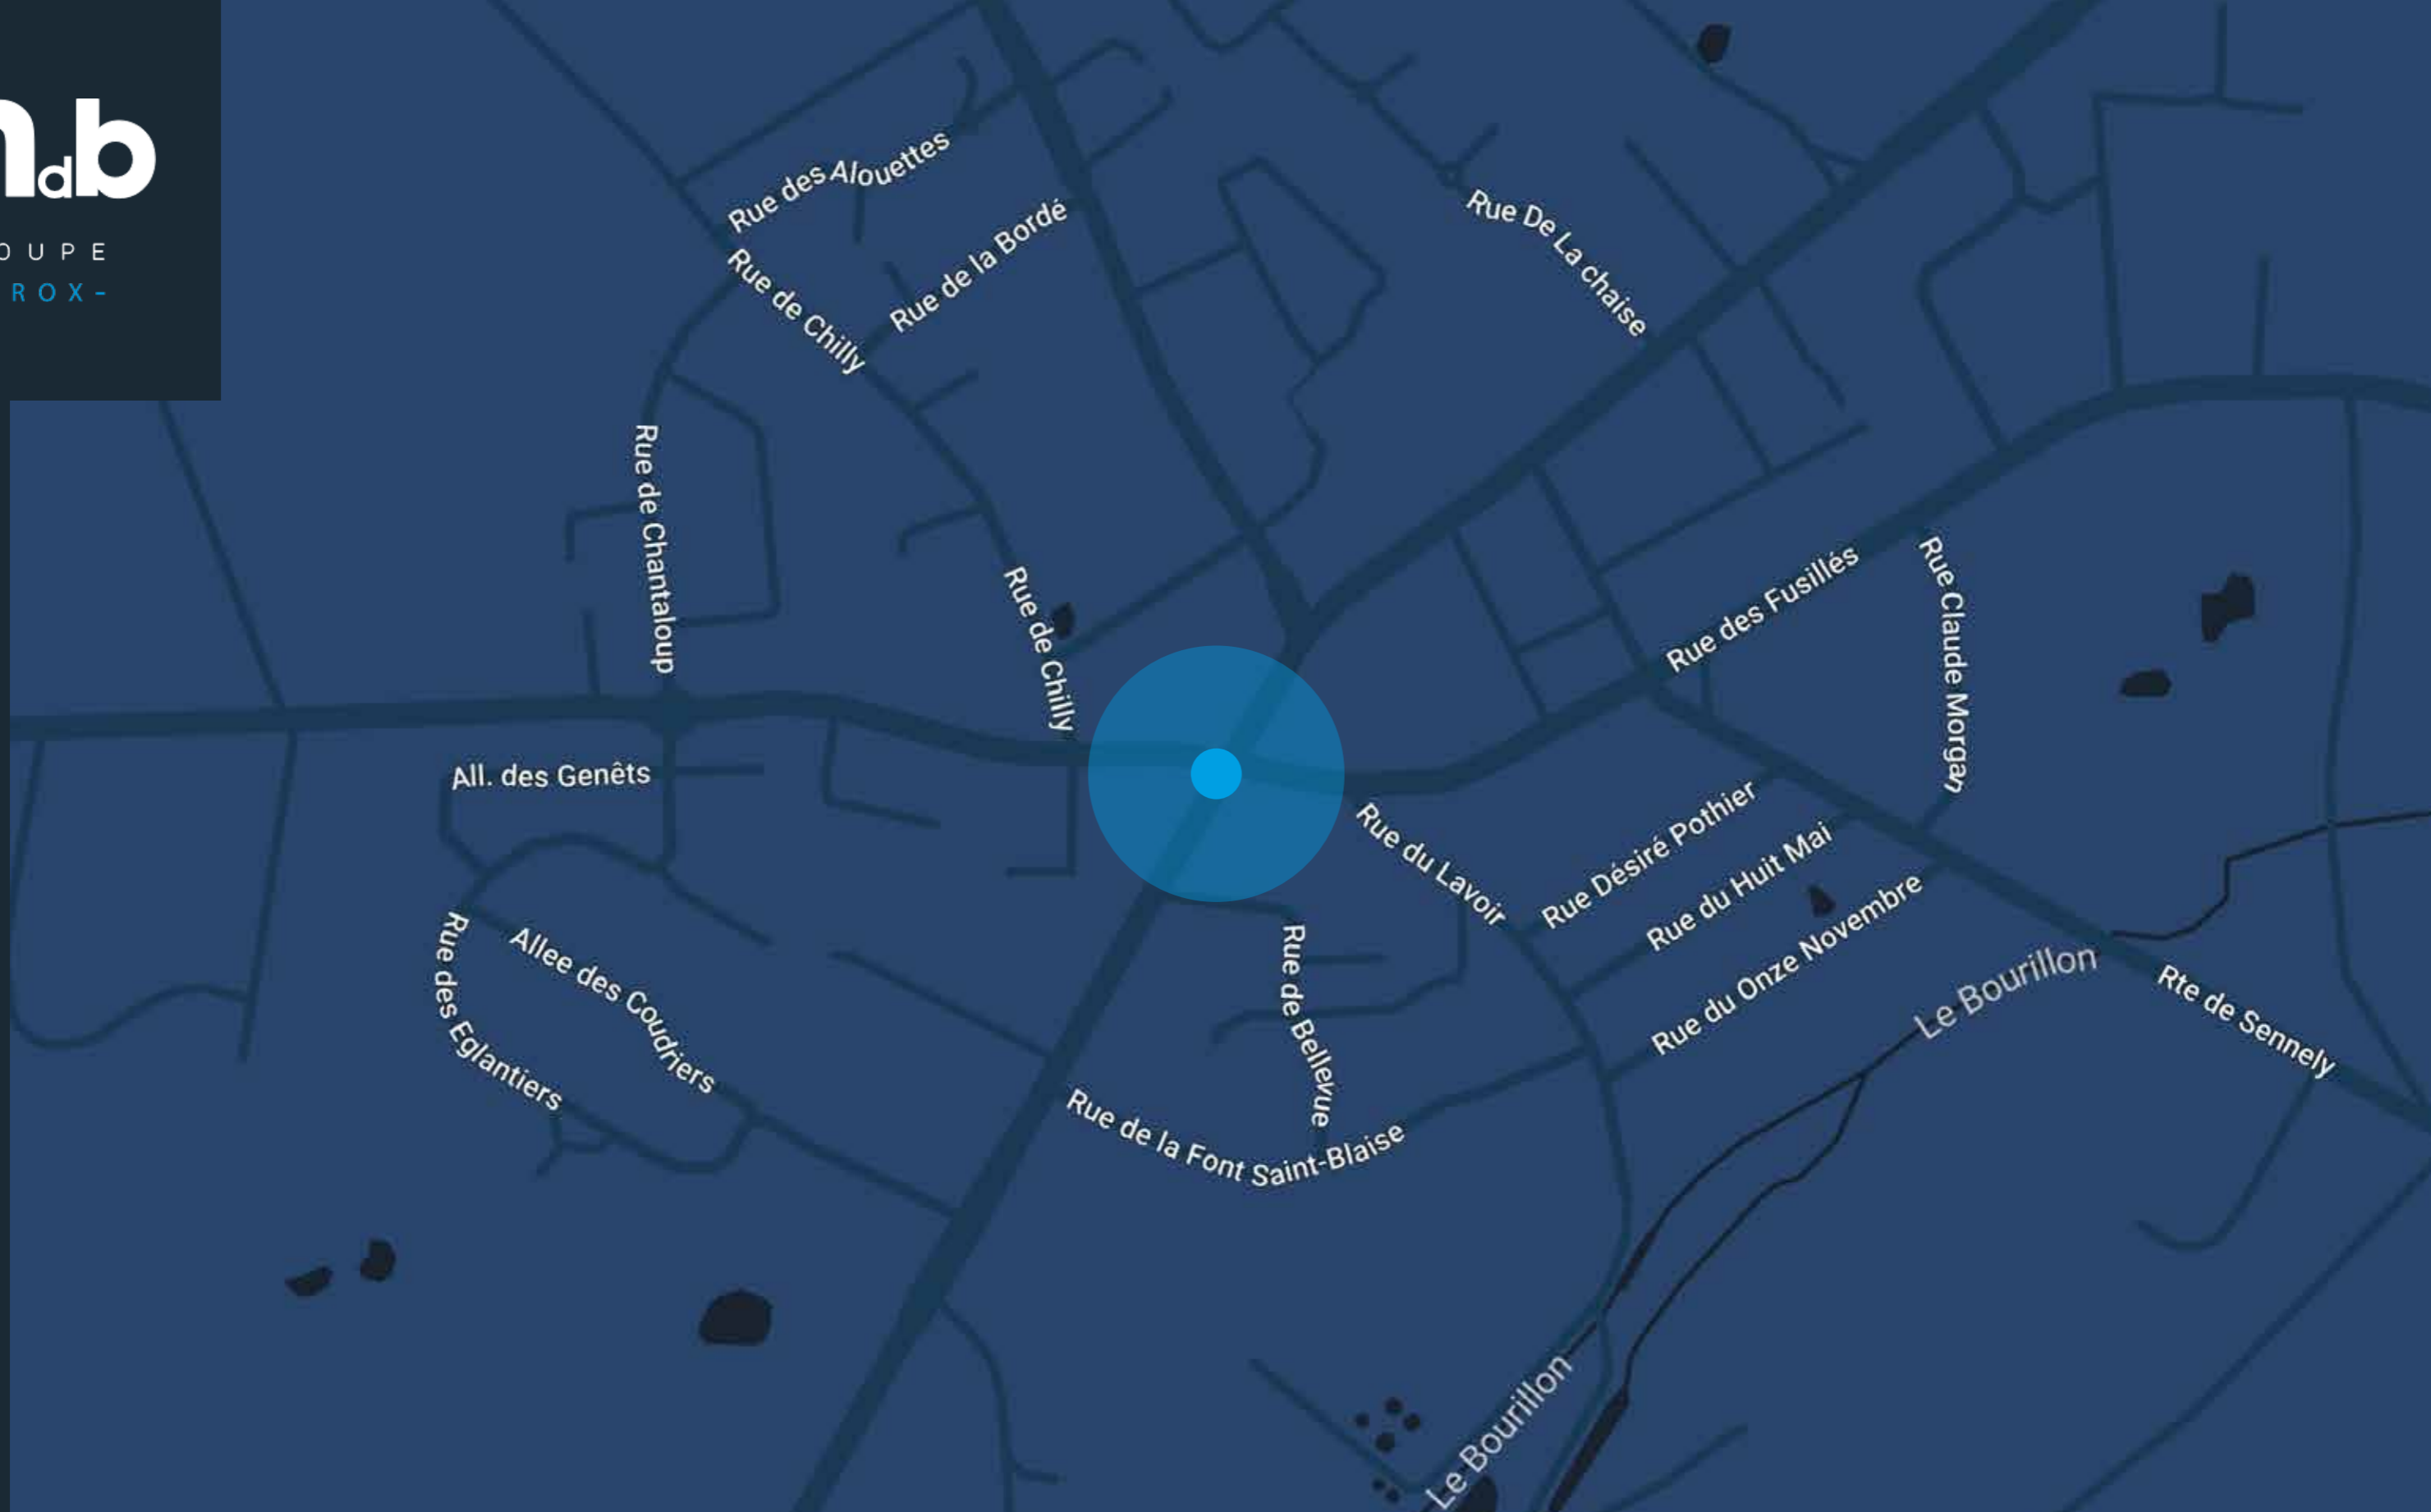 db
OUPE
ROX-
Rue des Alouettes
Rue de la Bordé
Rue De La chaise
Rue de Chilly
Rue de Chantaloup
Rue de Chilly
Rue des Fusillés
Rue Claude Morgan
All. des Genêts
Rue du Lavoir
Rue Désiré Pothier
Rue du Huit Mai
Rue du Onze Novembre
Rue des Eglantiers
Allee des Coudriers
Rue de Bellevue
Le Bourillon
Rte de Sennely
Rue de la Font Saint-Blaise
Le Bourillon